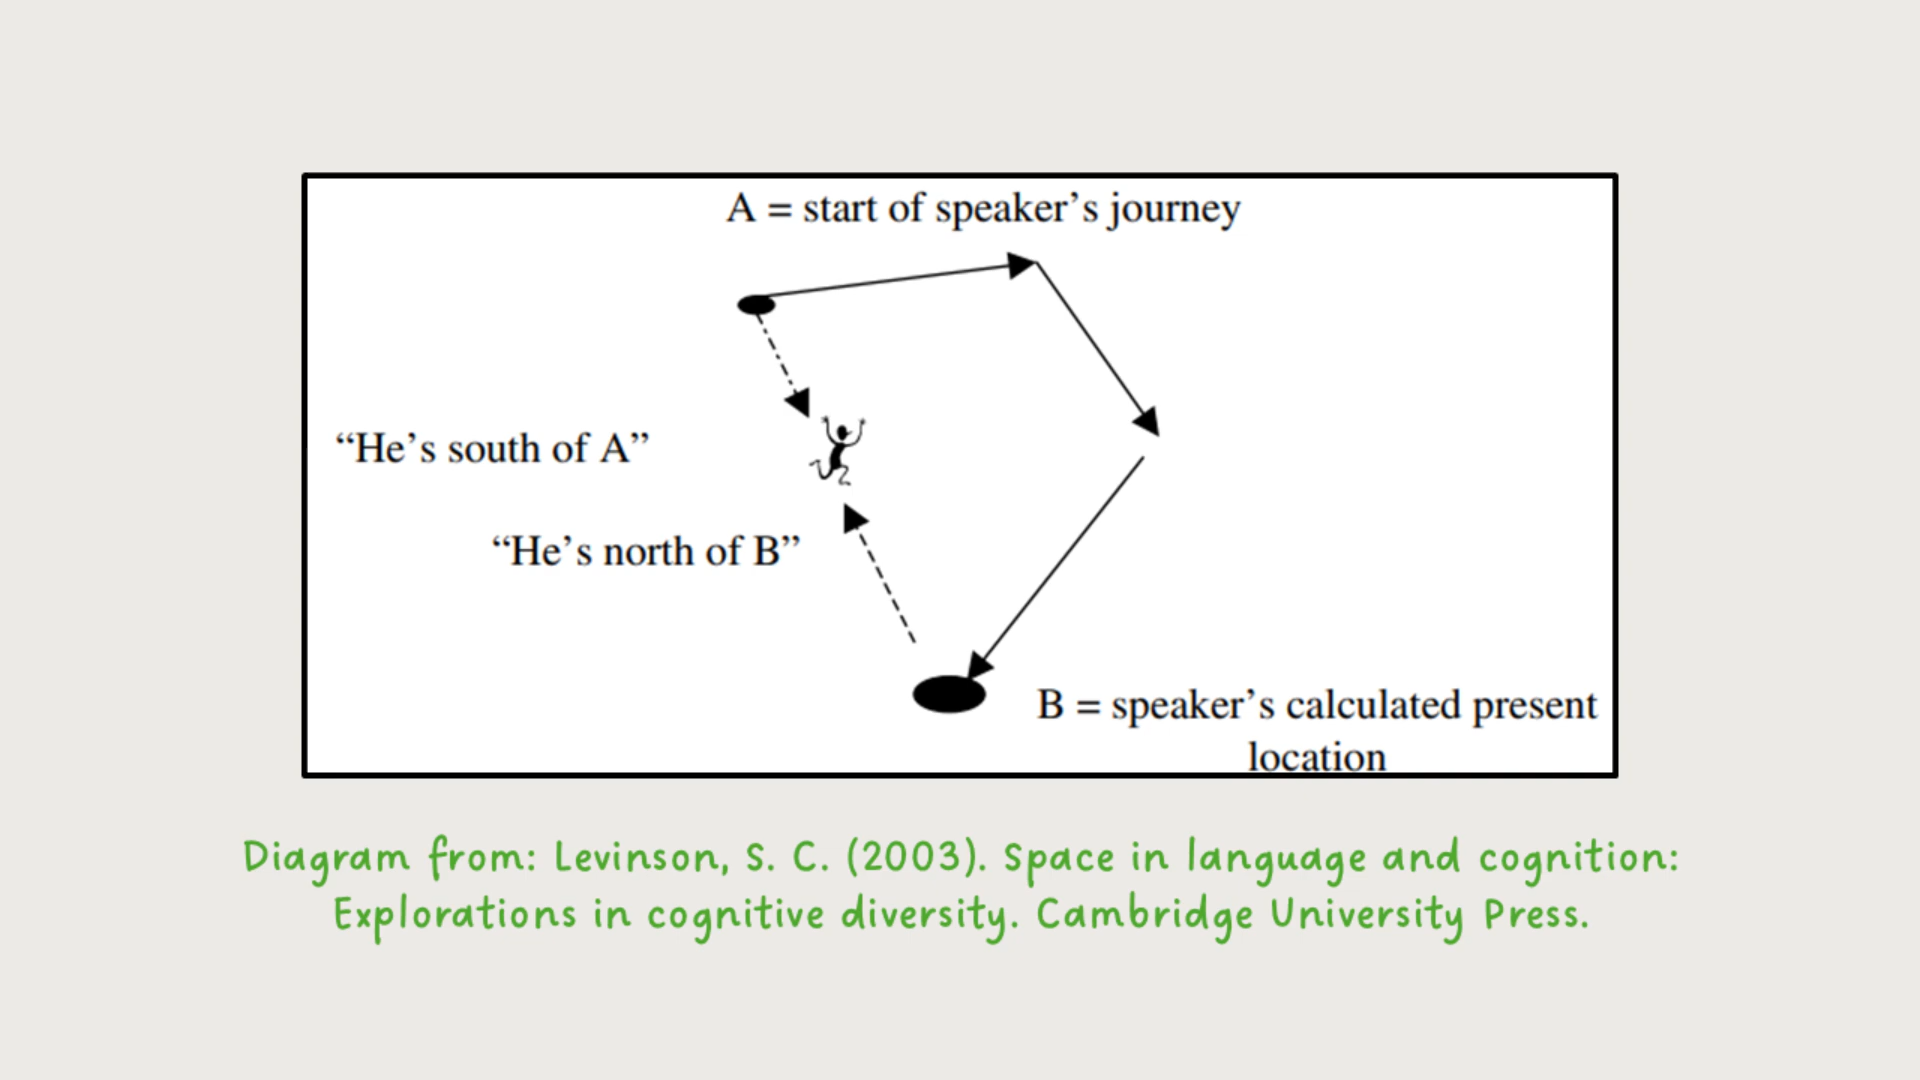 A = start of speaker’s journey
“He’s south of A”
“He’s north of B”
B = speaker’s calculated present
location
Diagram from: Levinson, S. C. (2003). Space in language and cognition:
Explorations in cognitive diversity. Cambridge University Press.